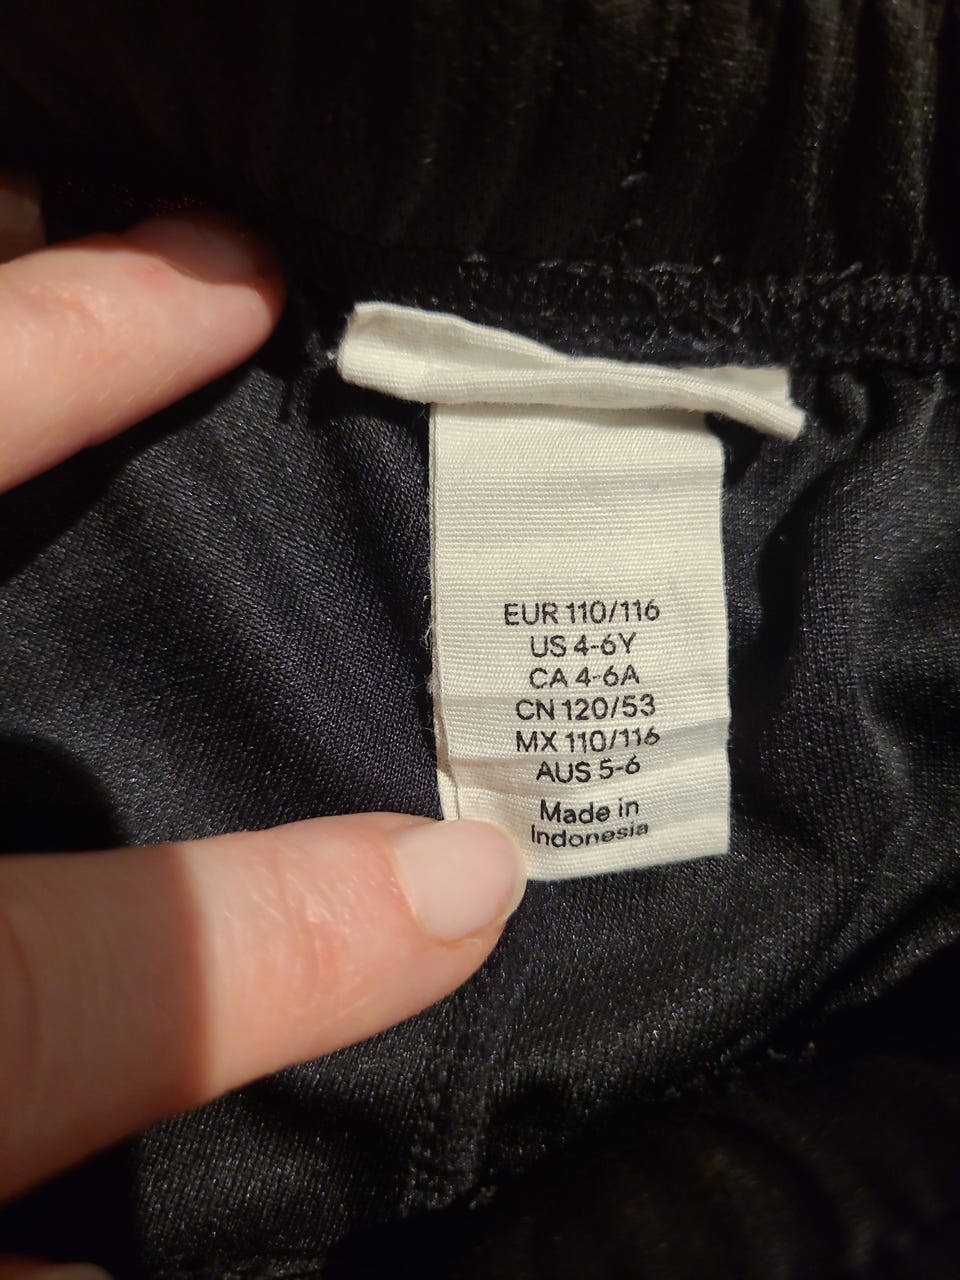 EUR 110/116
US 4-6Y
CA 4-6A
CN 120/53
MX 110/116
AUS 5-6
Made in
Indonesia